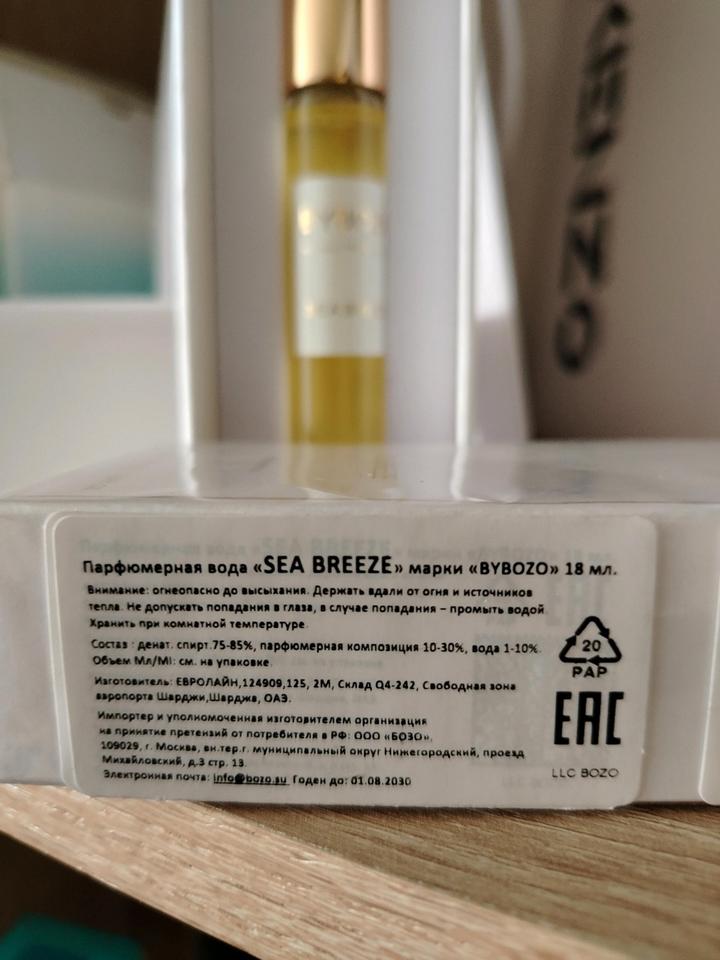 BYBOZO
Парфюмерная вода «SEA BREEZE» марки «BYBOZO» 18 мл.
Внимание: огнеопасно до высыхания. Держать вдали от огня и источников
тепла. Не допускать попадания в глаза, в случае попадания – промыть водой.
Хранить при комнатной температуре.
Состав : денат. спирт.75-85%, парфюмерная композиция 10-30%, вода 1-10%.
Объем Мл/Ml: см. на упаковке.
Изготовитель: ЕВРОЛАЙН,124909,125, 2М, Склад Q4-242, Свободная зона
аэропорта Шарджи,Шарджа, ОАЭ.
Импортер и уполномоченная изготовителем организация
на принятие претензий от потребителя в РФ: ООО «БОЗО».
109029, г. Москва, вн.тер.г. муниципальный округ Нижегородский, проезд
Михайловский, д.3 стр. 13.
Электронная почта: info@bozo.su Годен до: 01.08.2030
20
PAP
EAC
LLC BOZO